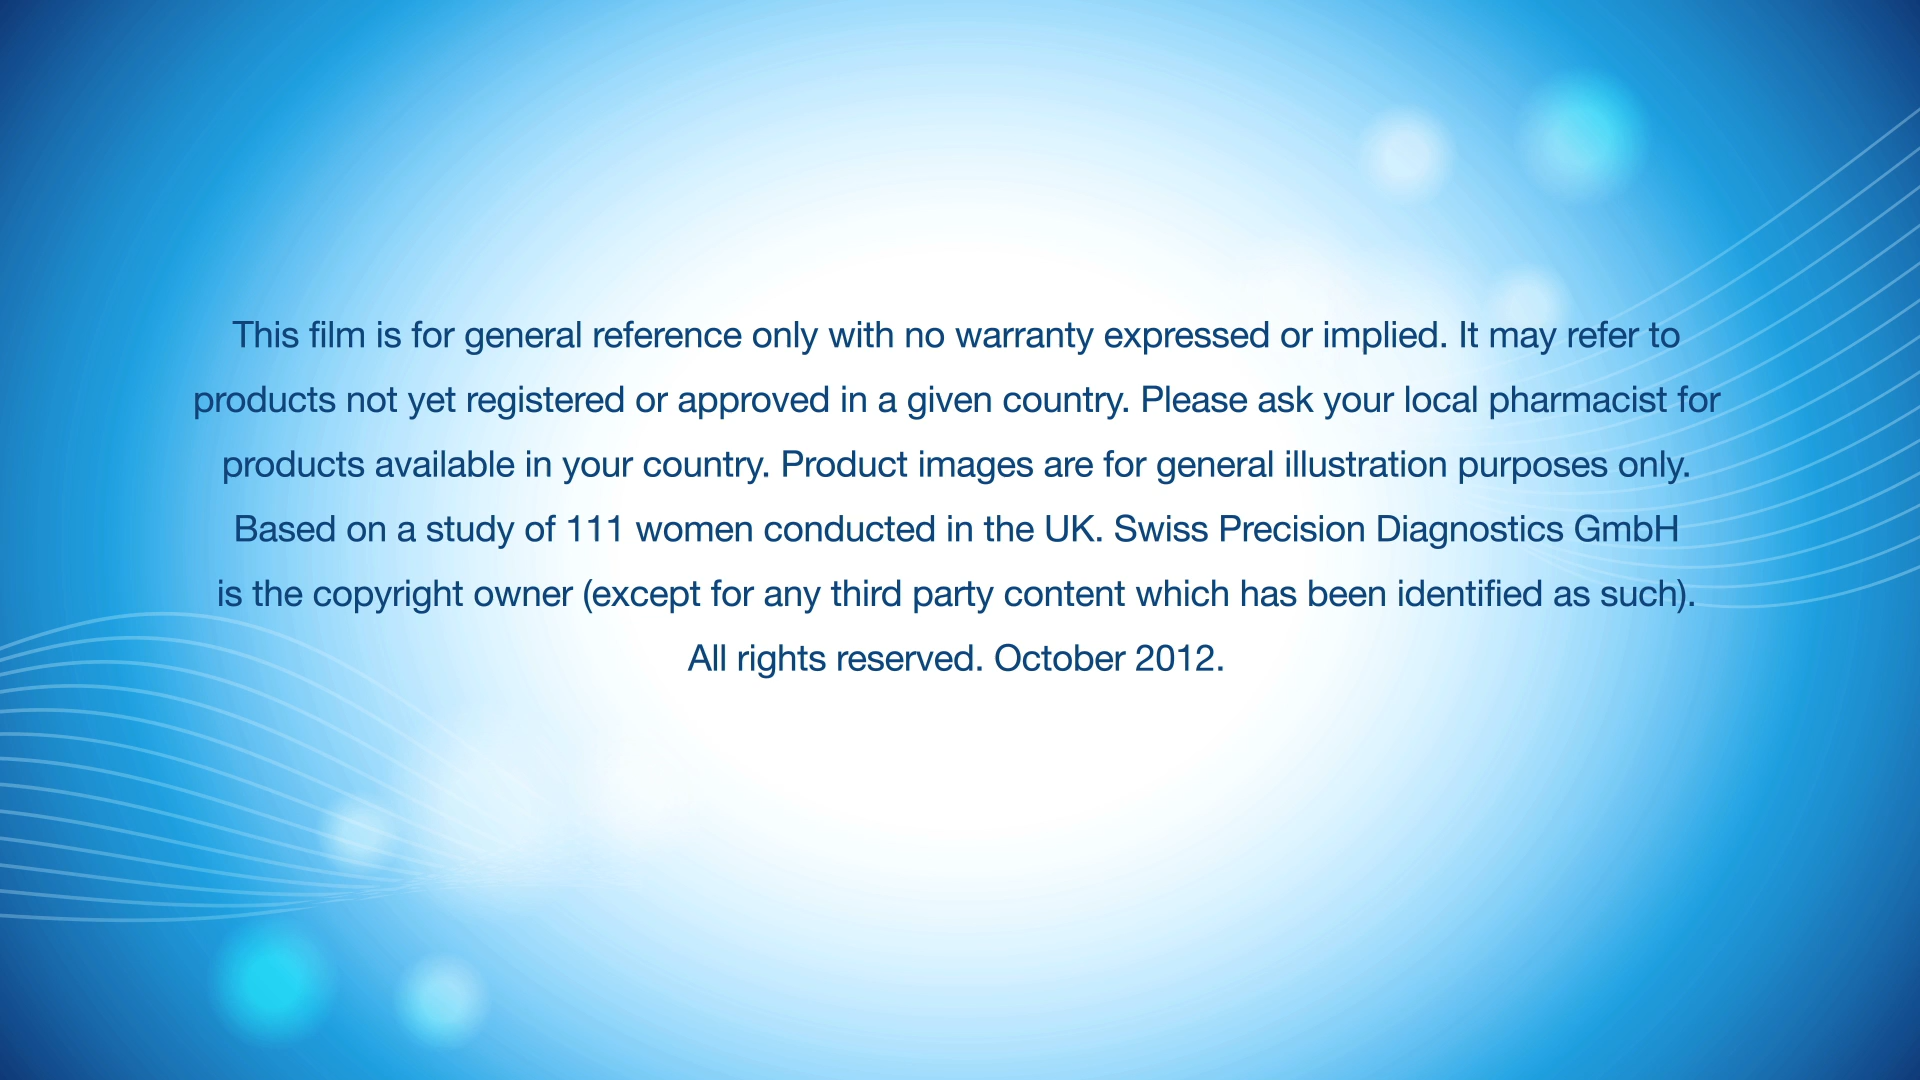 This film is for general reference only with no warranty expressed or implied. It may refer to
products not yet registered or approved in a given country. Please ask your local pharmacist for
products available in your country. Product images are for general illustration purposes only.
Based on a study of 111 women conducted in the UK. Swiss Precision Diagnostics GmbH
is the copyright owner (except for any third party content which has been identified as such).
All rights reserved. October 2012.